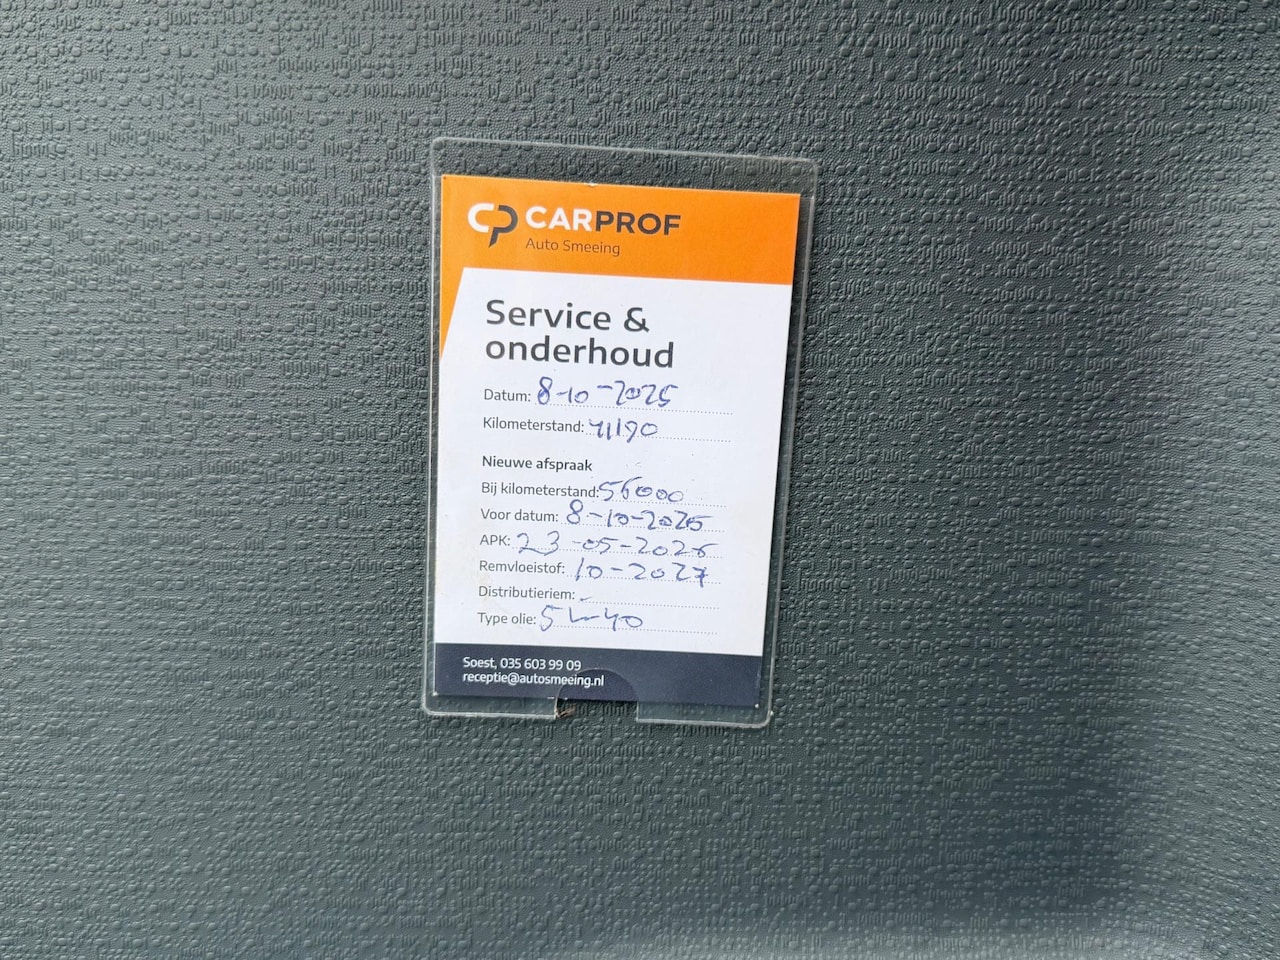 CP CARPROF
Auto Smeeing
Service &
onderhoud
Datum: 8-10-2025
Kilometerstand: 41190
Nieuwe afspraak
Bij kilometerstand: 56000
Voor datum: 8-10-2026
APK: 23-05-2026
Remvloeistof: 10-2027
Distributieriem: -
Type olie: 5W-40
Soest, 035 603 99 09
receptie@autosmeeing.nl